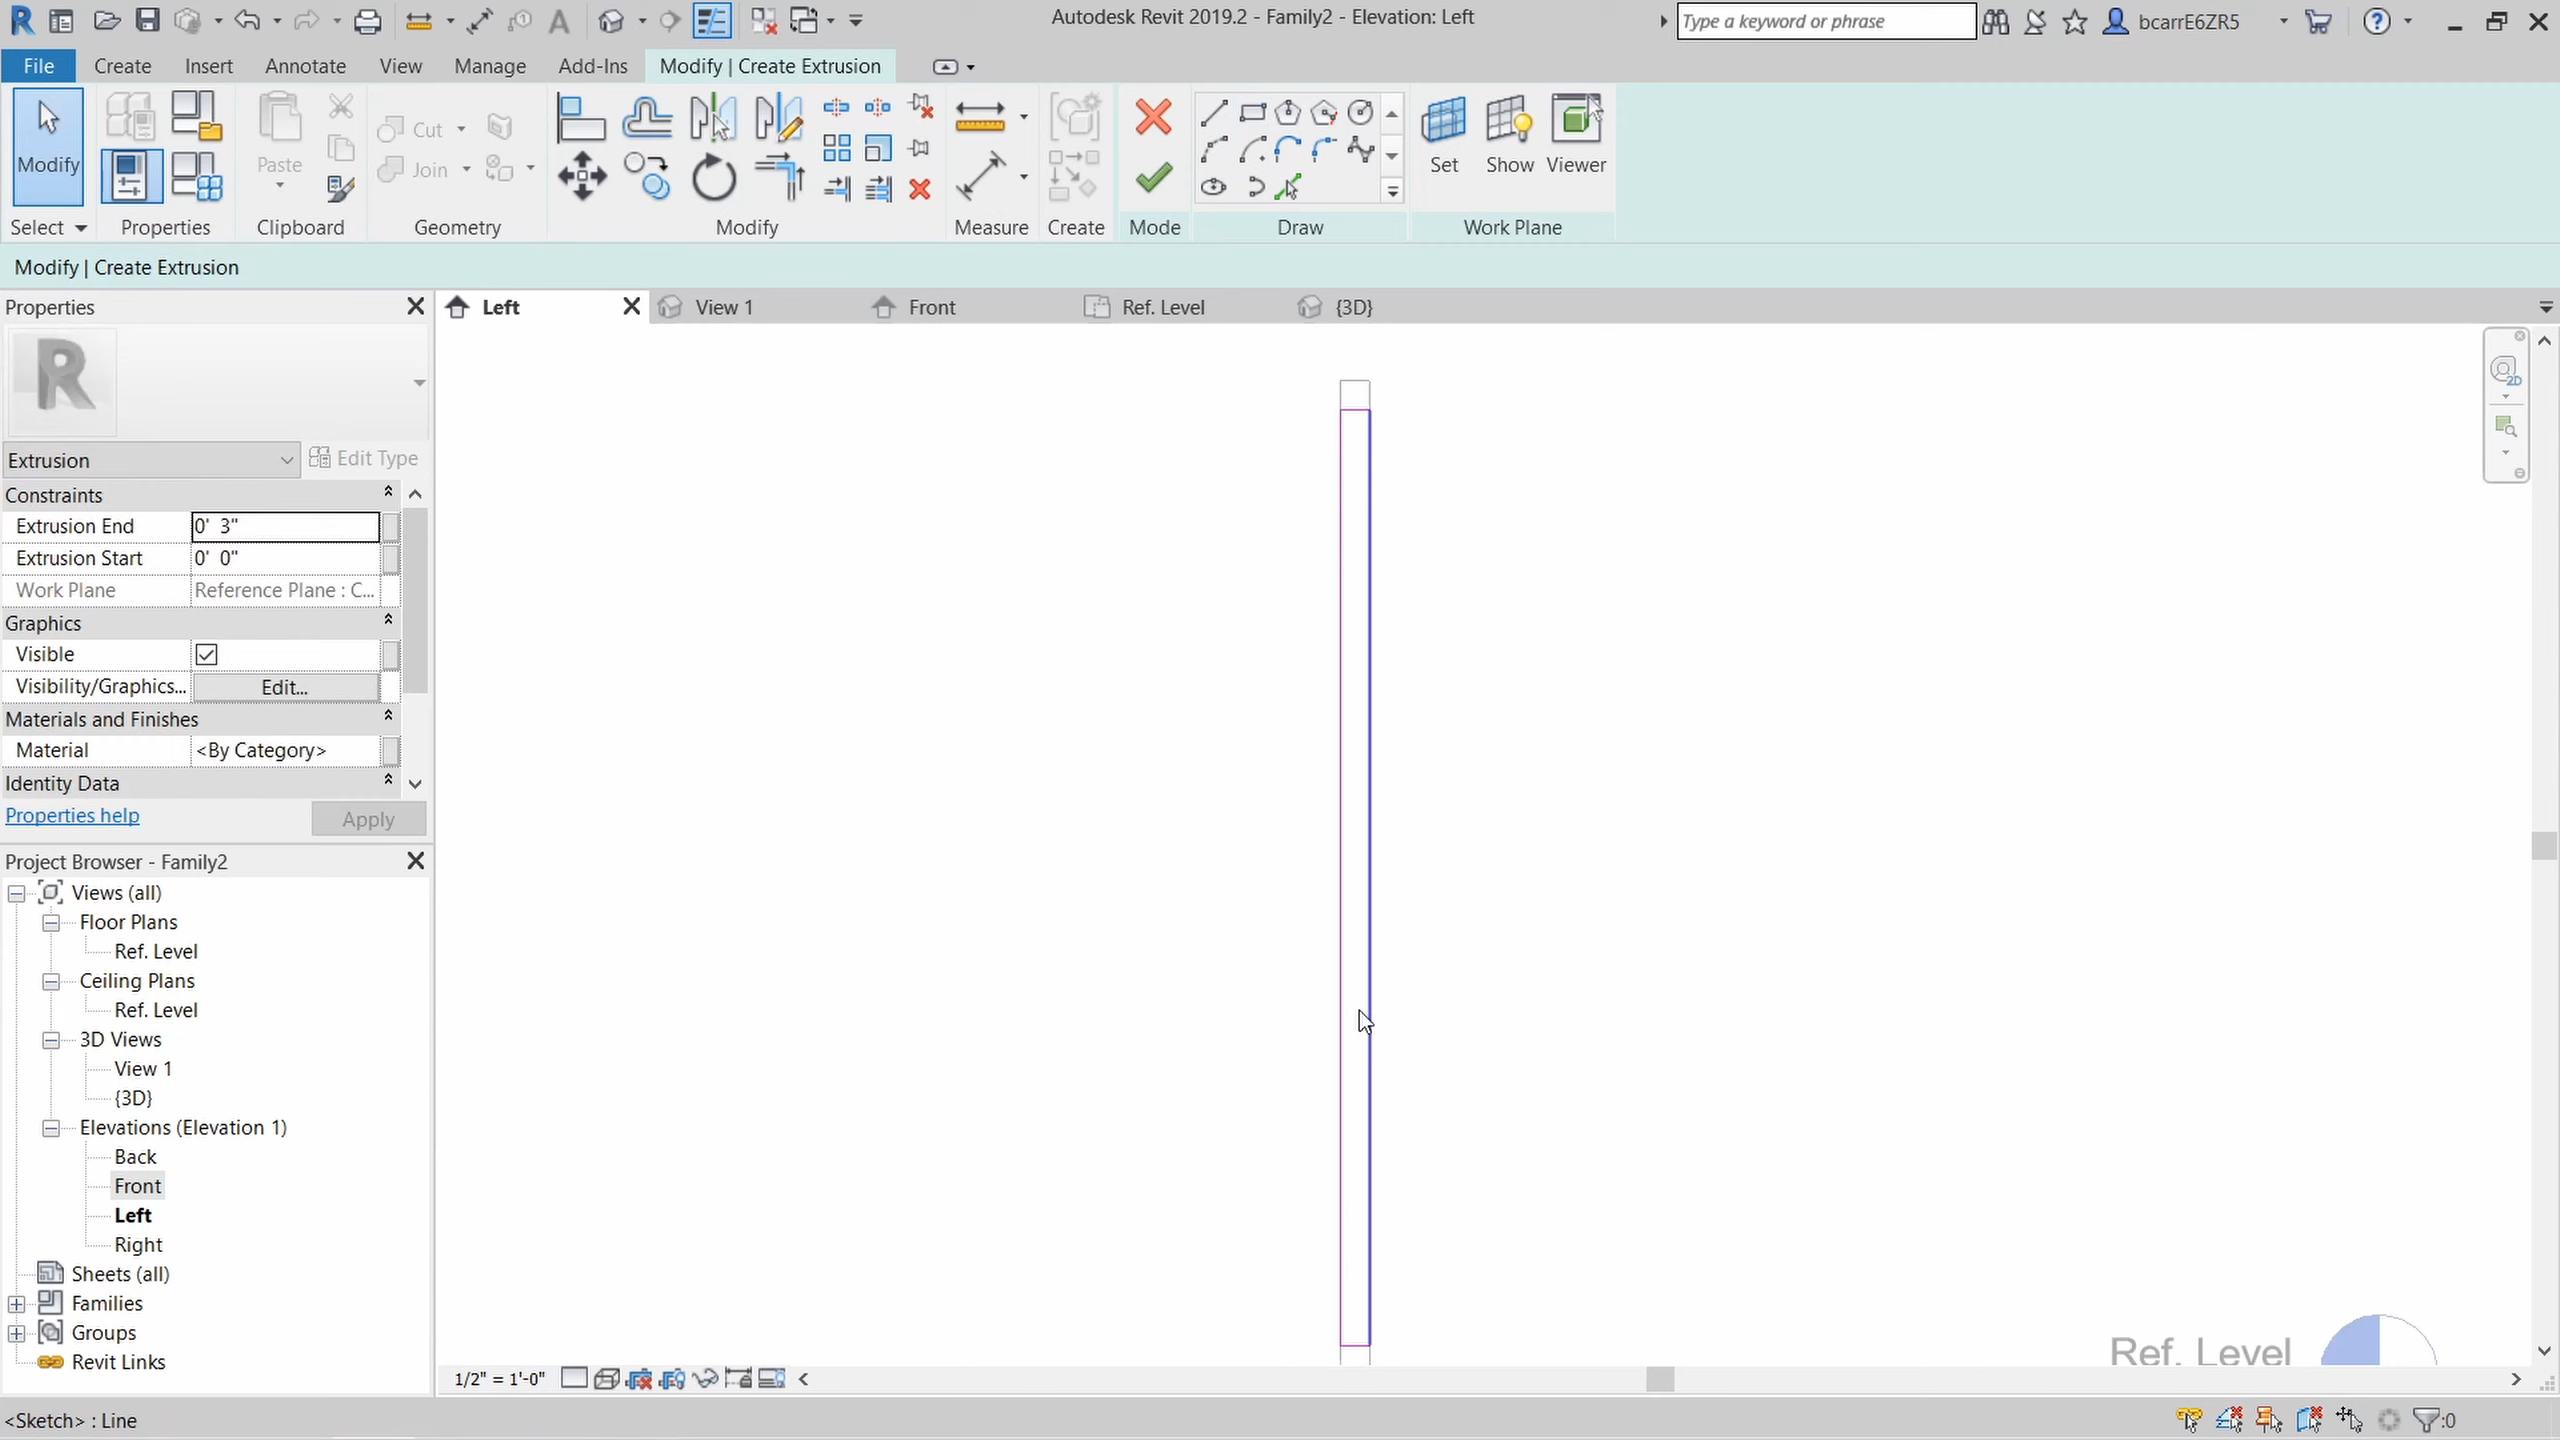 Autodesk Revit 2019.2 - Family2 - Elevation: Left
Type a keyword or phrase
bcarrE6ZR5
File
Create
Insert
Annotate
View
Manage
Add-Ins
Modify | Create Extrusion
Modify
Paste
Cut
Join
Set
Show
Viewer
Select
Properties
Clipboard
Geometry
Modify
Measure
Create
Mode
Draw
Work Plane
Modify | Create Extrusion
Properties
Left
View 1
Front
Ref. Level
{3D}
R
Extrusion
Edit Type
Constraints
Extrusion End
0'  3"
Extrusion Start
0'  0"
Work Plane
Reference Plane : C...
Graphics
Visible
Visibility/Graphics...
Edit...
Materials and Finishes
Material
<By Category>
Identity Data
Properties help
Apply
Project Browser - Family2
Views (all)
Floor Plans
Ref. Level
Ceiling Plans
Ref. Level
3D Views
View 1
{3D}
Elevations (Elevation 1)
Back
Front
Left
Right
Sheets (all)
Families
Groups
Revit Links
2D
Ref. Level
1/2" = 1'-0"
<Sketch> : Line
:0